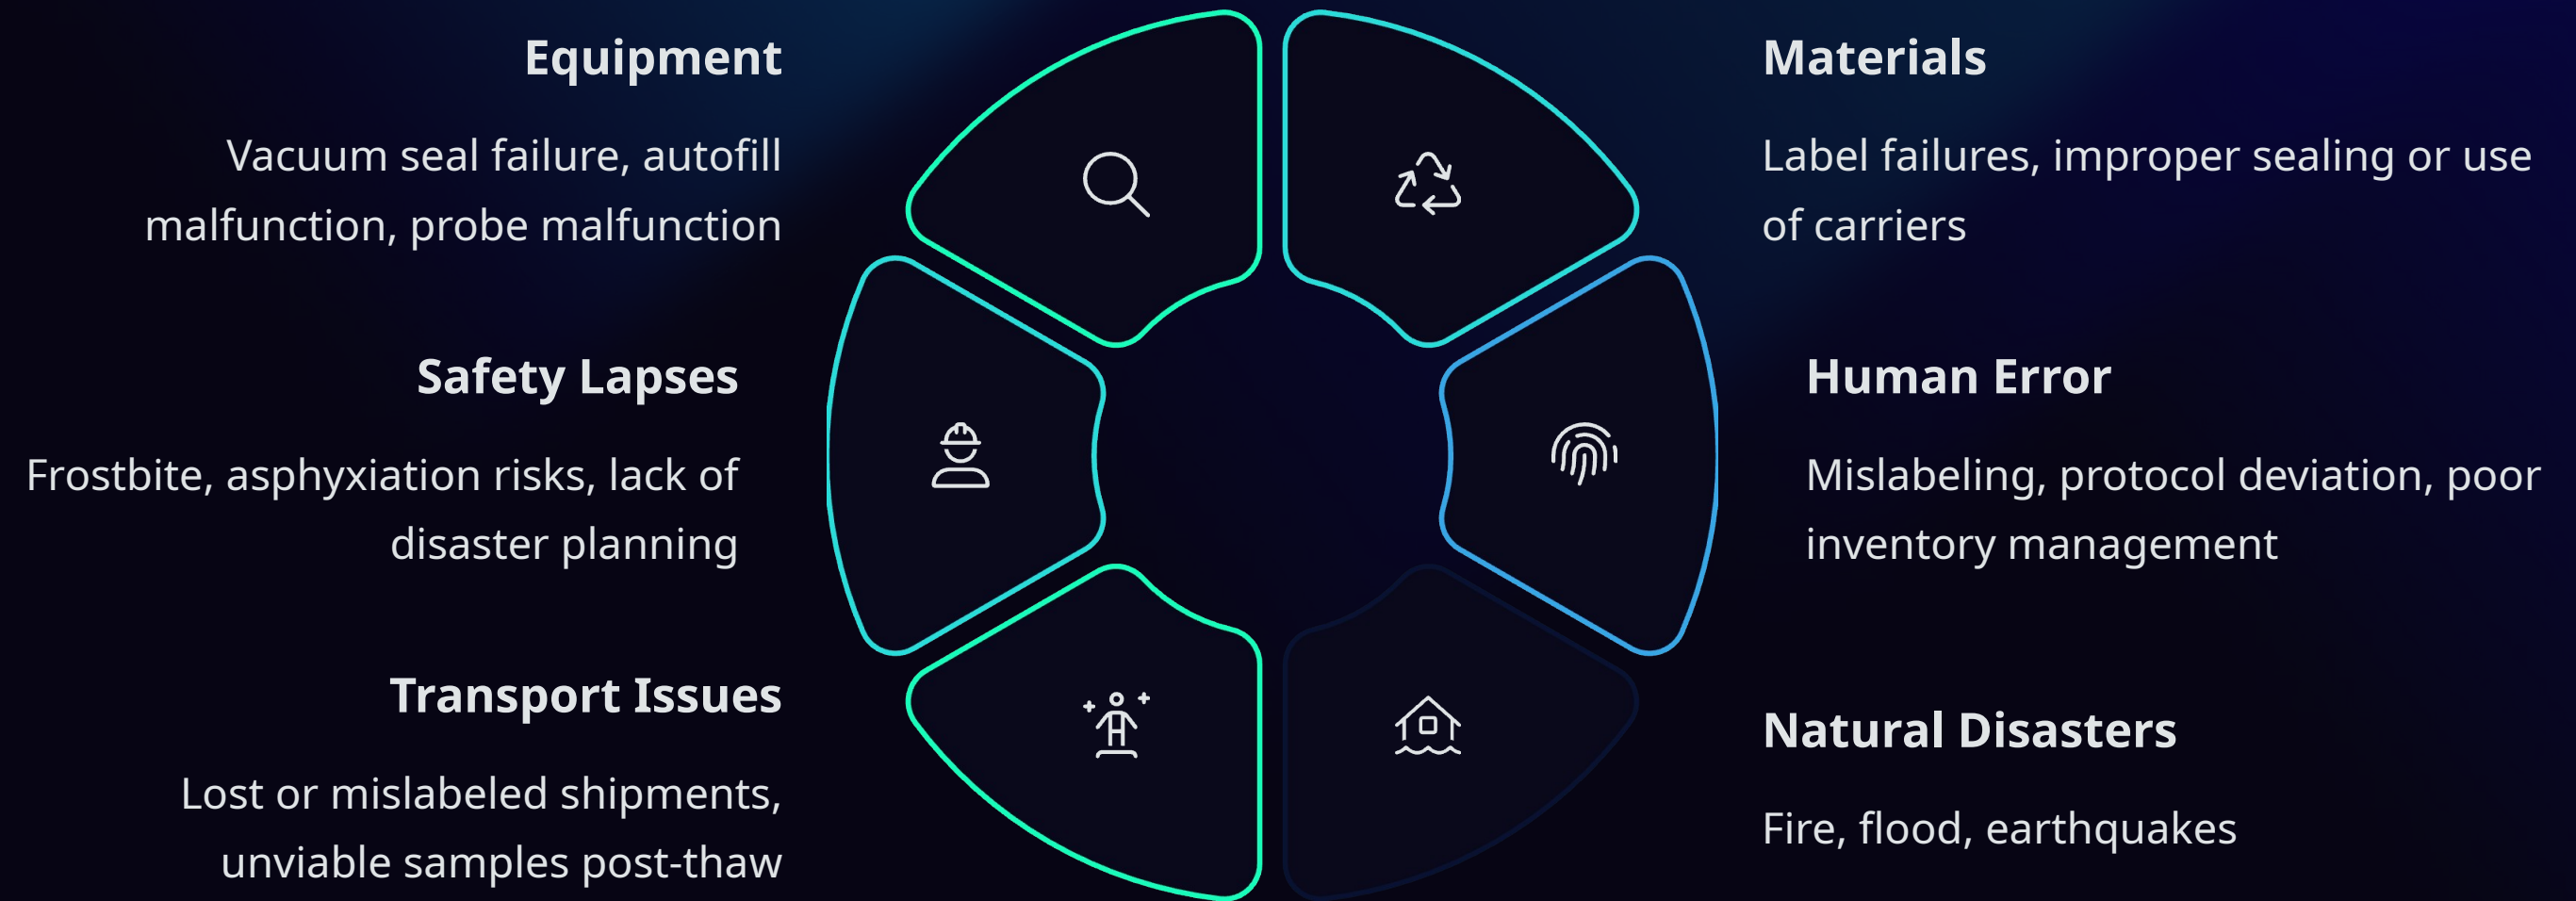 Equipment
Vacuum seal failure, autofill
malfunction, probe malfunction
Materials
Label failures, improper sealing or use
of carriers
Safety Lapses
Frostbite, asphyxiation risks, lack of
disaster planning
Human Error
Mislabeling, protocol deviation, poor
inventory management
Transport Issues
Lost or mislabeled shipments,
unviable samples post-thaw
Natural Disasters
Fire, flood, earthquakes